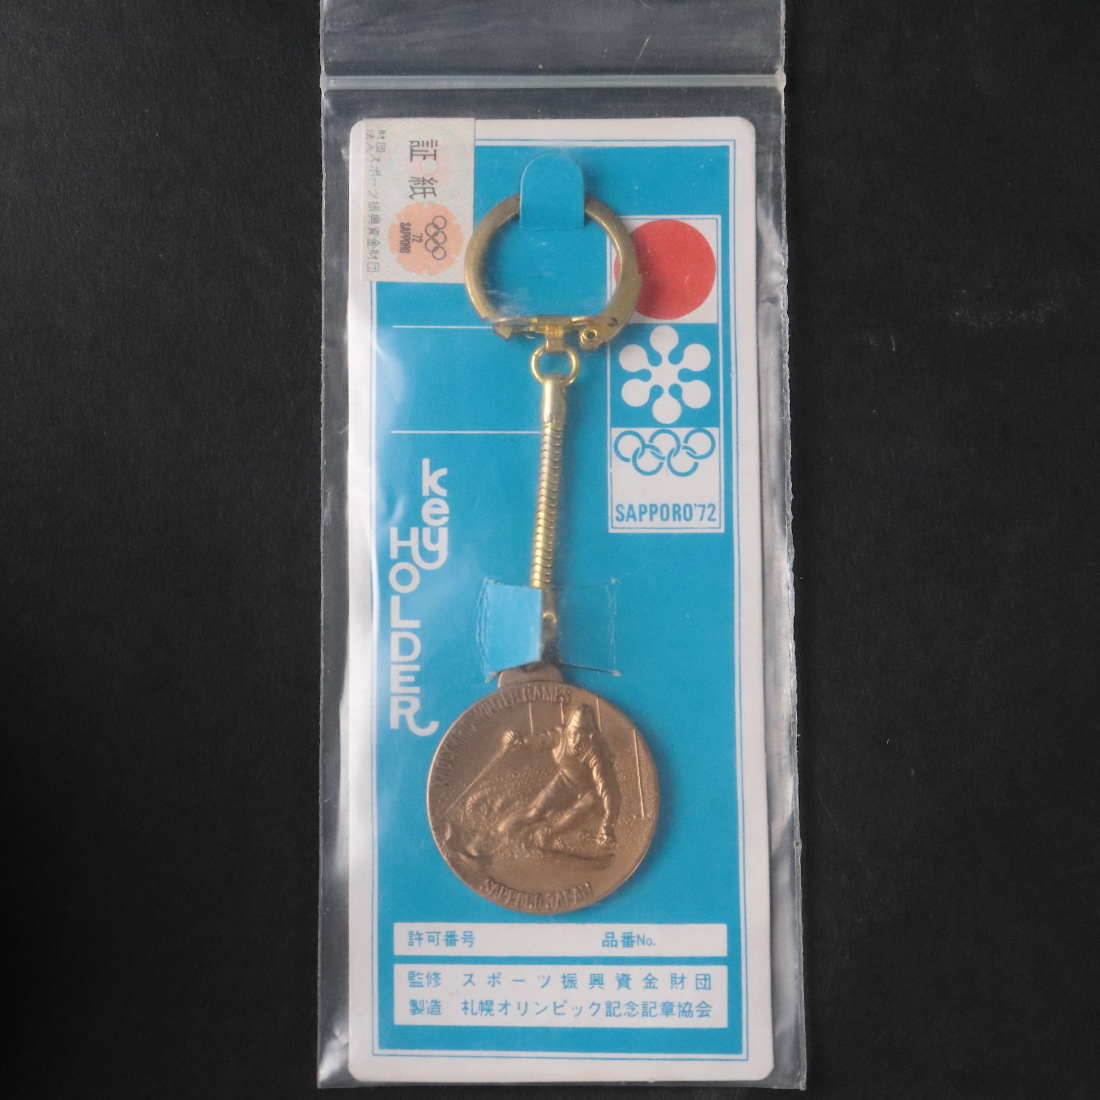 証紙
財団
法人スポーツ振興資金財団
SAPPORO
'72
SAPPORO'72
key
HOLDER
WINTER GAMES
SAPPORO, JAPAN
許可番号 品番No.
監修 スポーツ振興資金財団
製造 札幌オリンピック記念記章協会